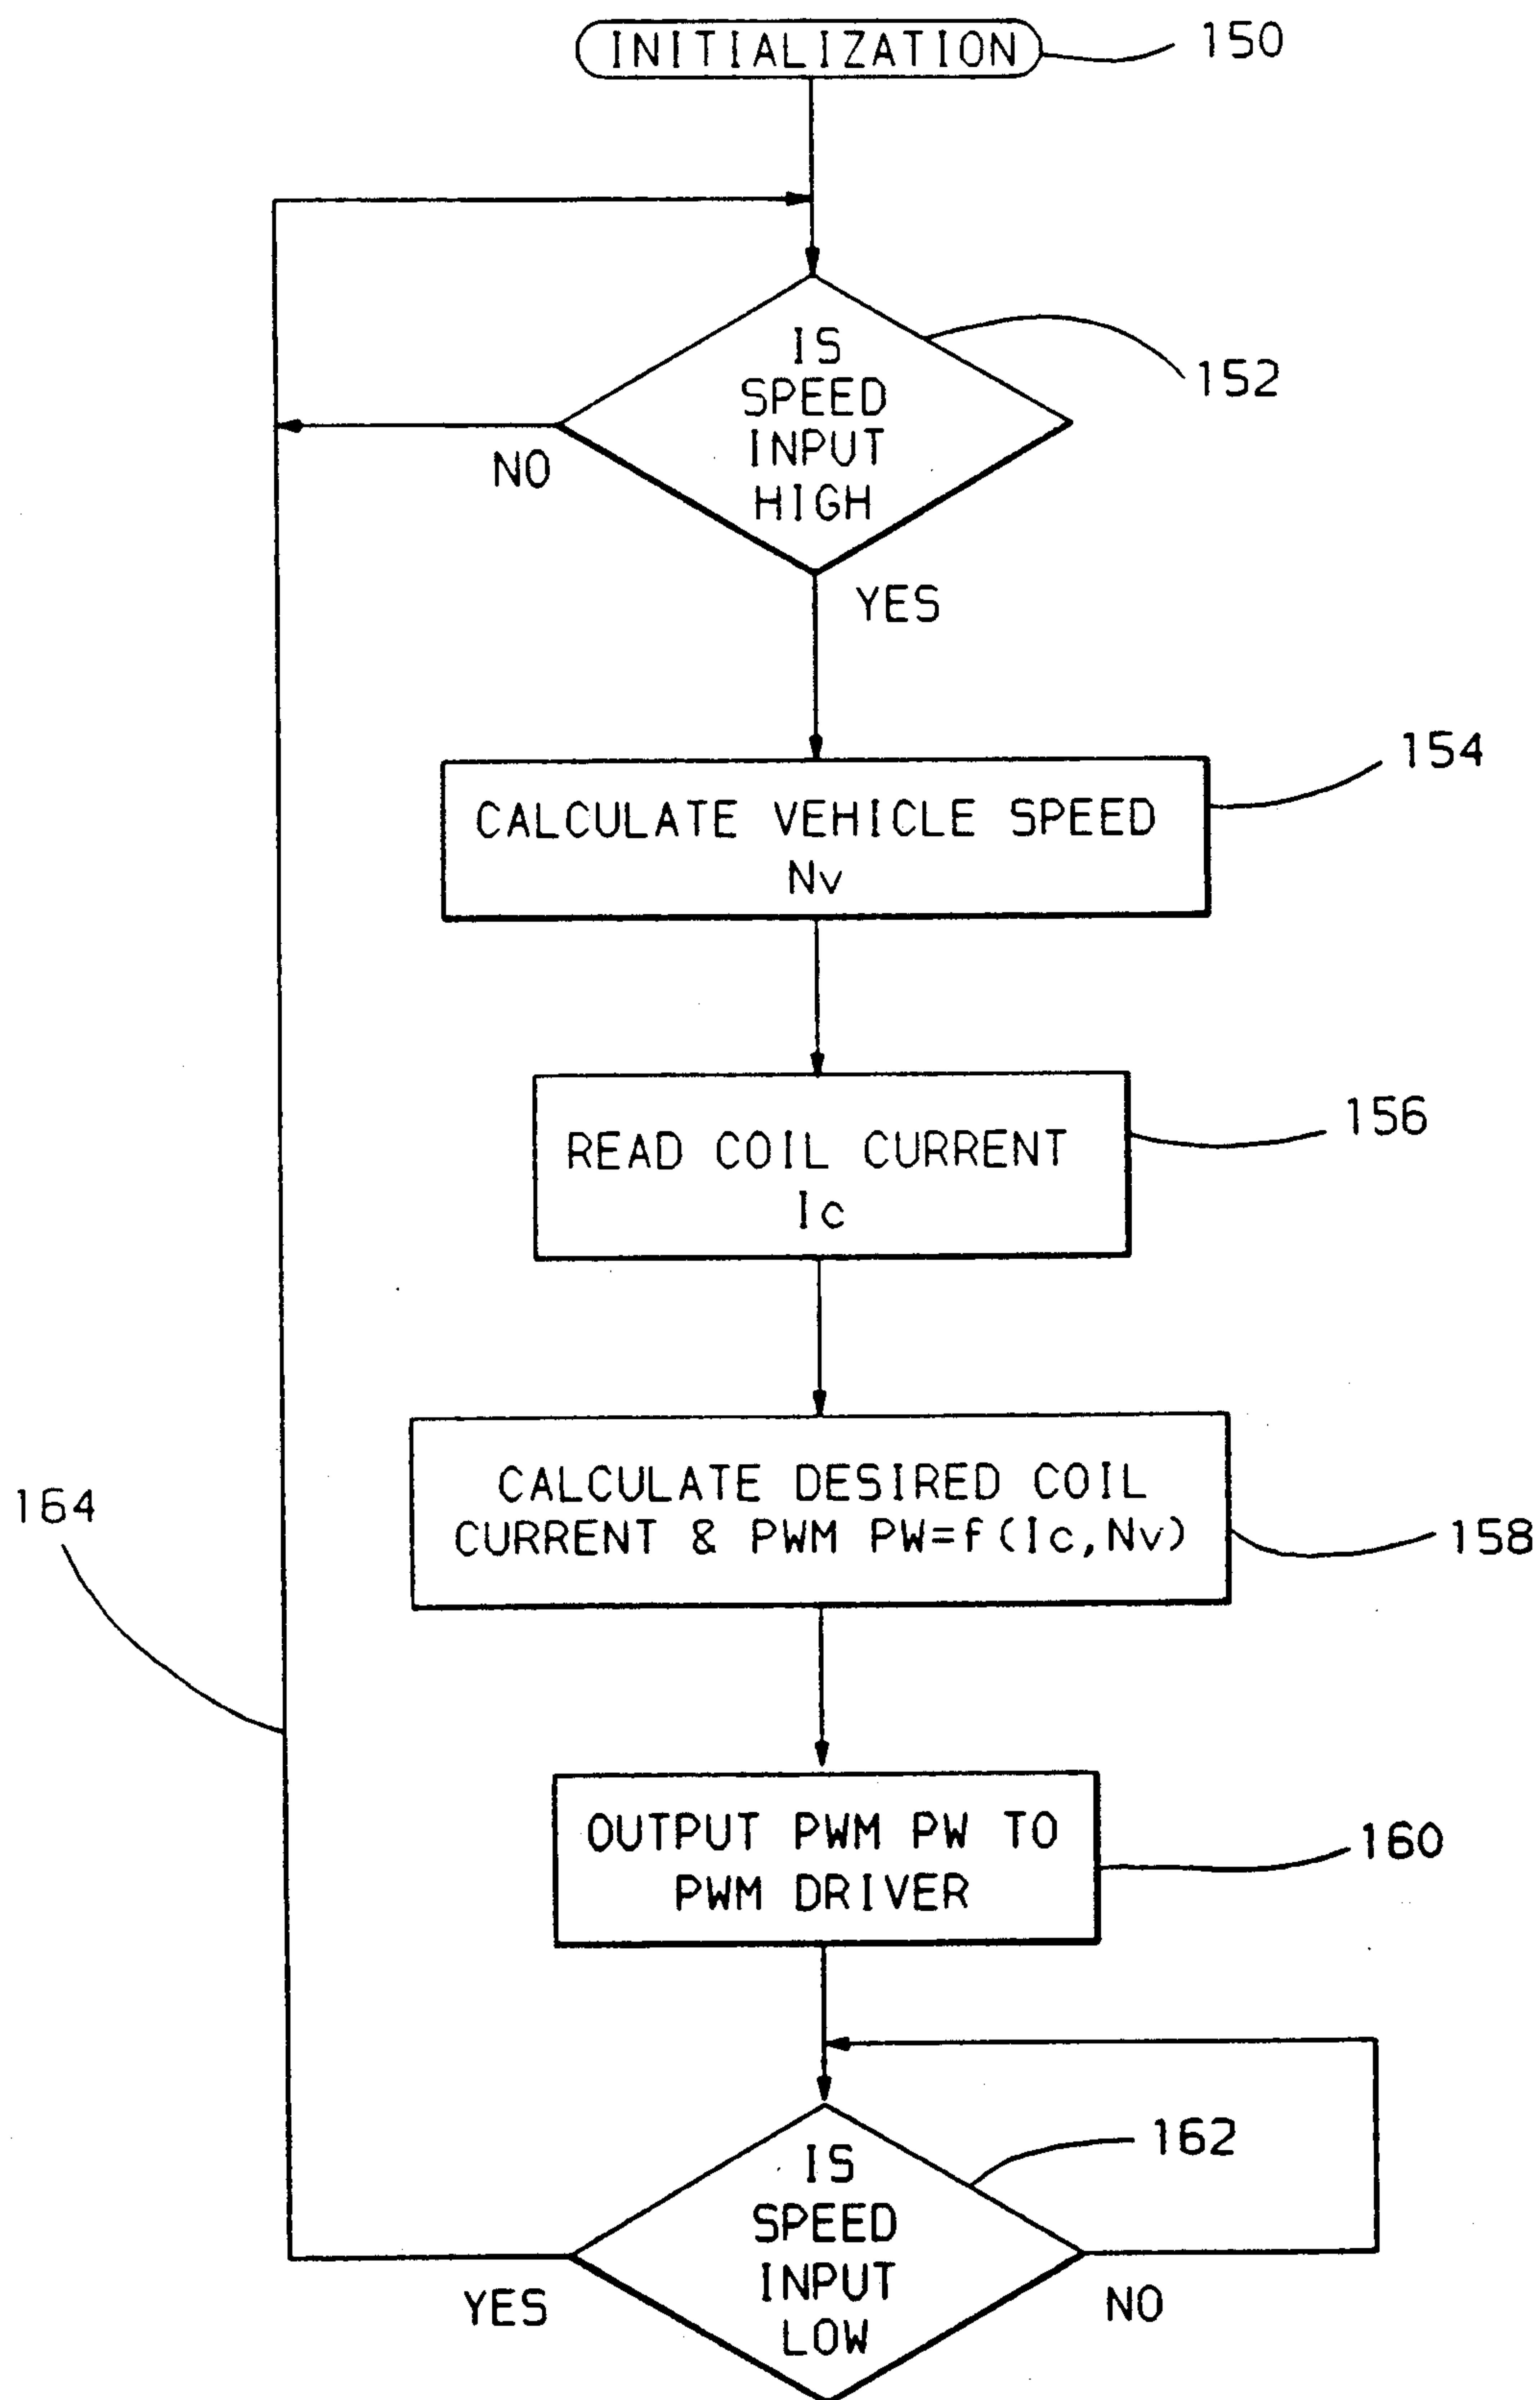 INITIALIZATION
150
IS
SPEED
INPUT
HIGH
152
NO
YES
154
CALCULATE VEHICLE SPEED
Nv
156
READ COIL CURRENT
Ic
CALCULATE DESIRED COIL
CURRENT & PWM PW=f(Ic,Nv)
158
164
OUTPUT PWM PW TO
PWM DRIVER
160
162
IS
SPEED
INPUT
LOW
YES
NO